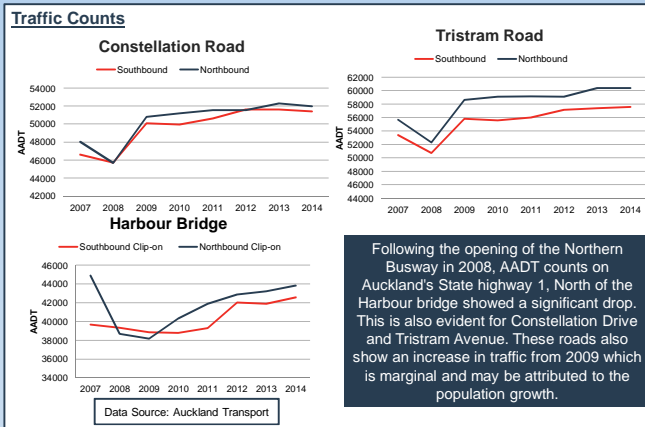 Traffic Counts
Constellation Road
Southbound Northbound
AADT
54000
52000
50000
48000
46000
44000
42000
2007 2008 2009 2010 2011 2012 2013 2014
Tristram Road
Southbound Northbound
AADT
62000
60000
58000
56000
54000
52000
50000
48000
46000
44000
2007 2008 2009 2010 2011 2012 2013 2014
Harbour Bridge
Southbound Clip-on Northbound Clip-on
AADT
46000
44000
42000
40000
38000
36000
34000
2007 2008 2009 2010 2011 2012 2013 2014
Data Source: Auckland Transport
Following the opening of the Northern
Busway in 2008, AADT counts on
Auckland's State highway 1, North of the
Harbour bridge showed a significant drop.
This is also evident for Constellation Drive
and Tristram Avenue. These roads also
show an increase in traffic from 2009 which
is marginal and may be attributed to the
population growth.